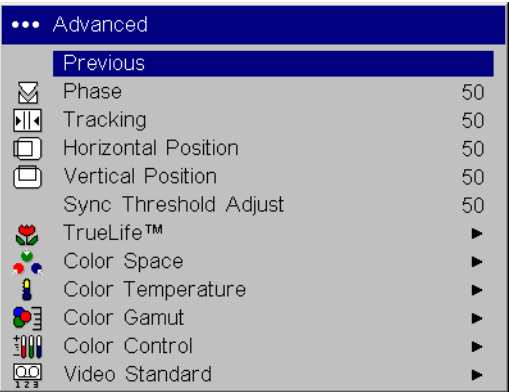 ••• Advanced
Previous
Phase 50
Tracking 50
Horizontal Position 50
Vertical Position 50
Sync Threshold Adjust 50
TrueLife™
Color Space
Color Temperature
Color Gamut
Color Control
123 Video Standard